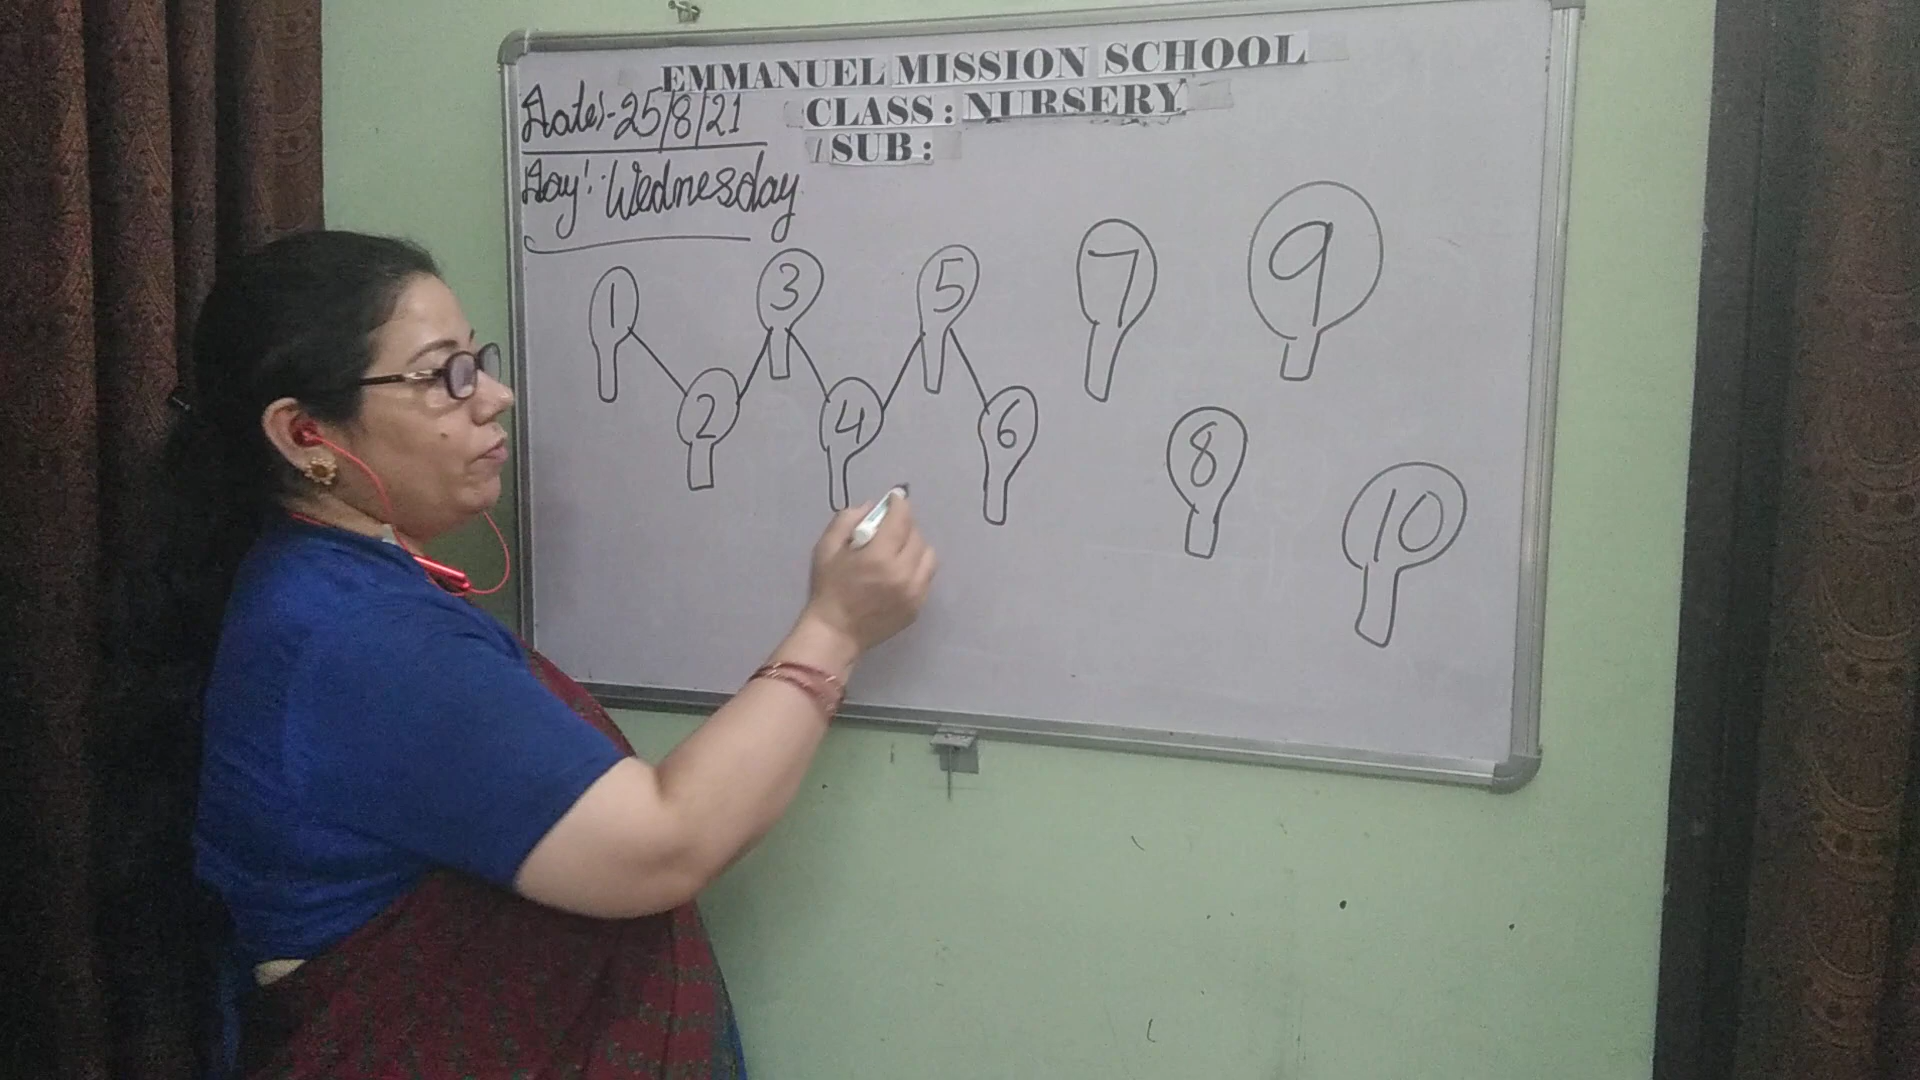 EMMANUEL MISSION SCHOOL
CLASS : NURSERY
SUB :
Date:-25/8/21
Day:-Wednesday
1 3 5 7 9
2 4 6 8 10